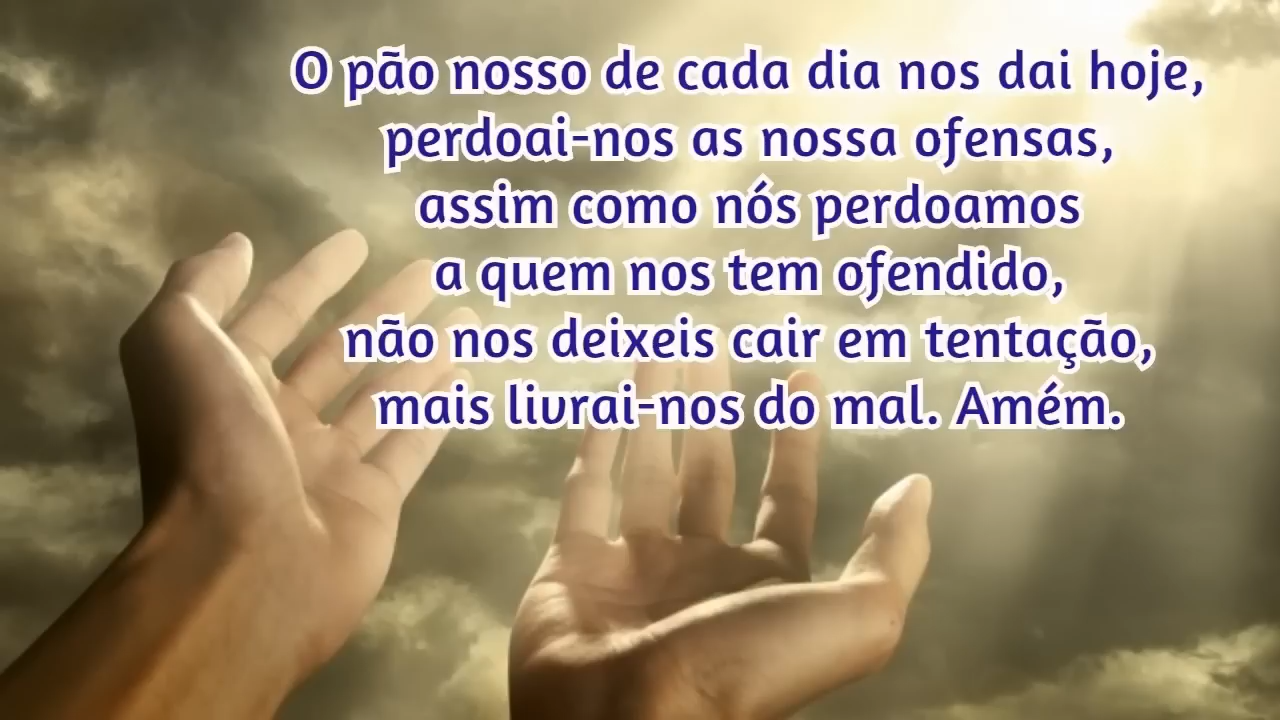 O pão nosso de cada dia nos dai hoje,
perdoai-nos as nossa ofensas,
assim como nós perdoamos
a quem nos tem ofendido,
não nos deixeis cair em tentação,
mais livrai-nos do mal. Amém.